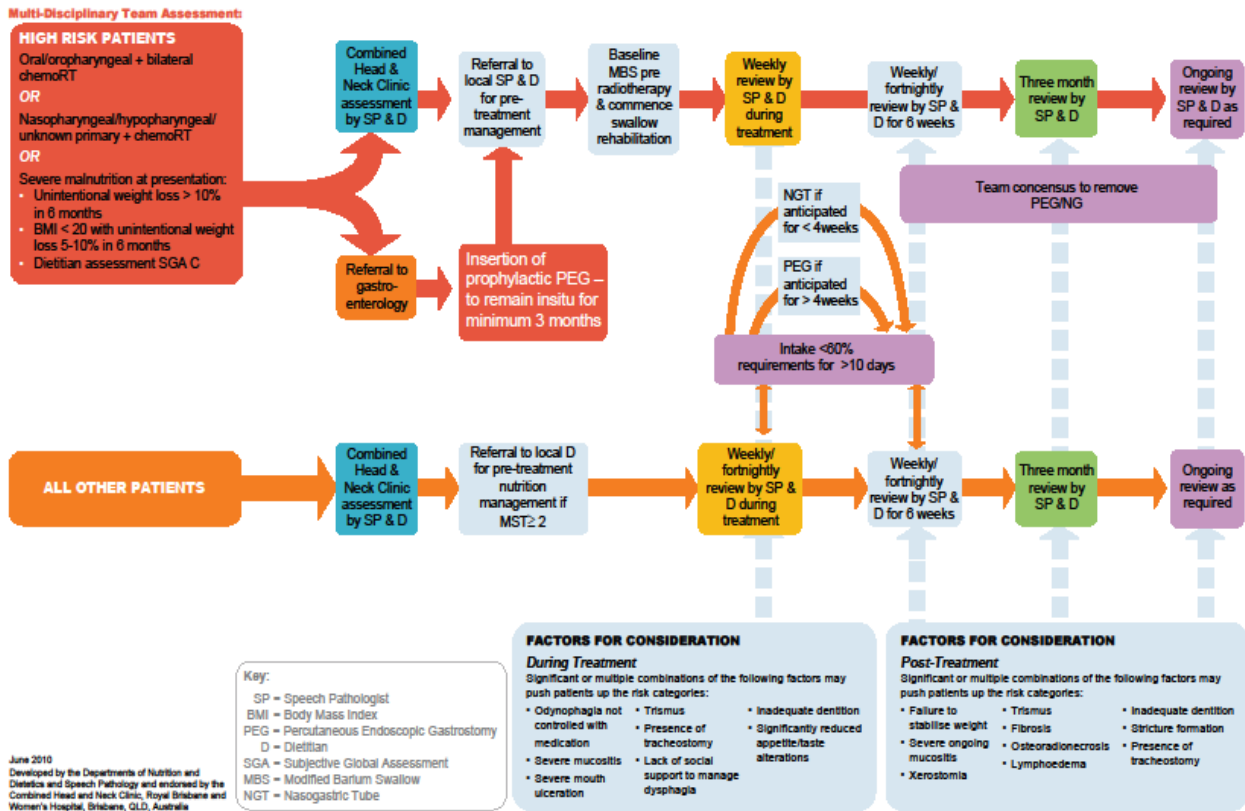 Multi-Disciplinary Team Assessment:
HIGH RISK PATIENTS
Oral/oropharyngeal + bilateral
chemoRT
OR
Nasopharyngeal/hypopharyngeal/
unknown primary + chemoRT
OR
Severe malnutrition at presentation:
• Unintentional weight loss > 10%
in 6 months
• BMI < 20 with unintentional weight
loss 5-10% in 6 months
• Dietitian assessment SGA C
Combined
Head &
Neck Clinic
assessment
by SP & D
Referral to
local SP & D
for pre-
treatment
management
Baseline
MBS pre
radiotherapy
& commence
swallow
rehabilitation
Weekly
review by
SP & D
during
treatment
Weekly/
fortnightly
review by SP &
D for 6 weeks
Three month
review by
SP & D
Ongoing
review by
SP & D as
required
Team concensus to remove
PEG/NG
NGT if
anticipated
for < 4weeks
PEG if
anticipated
for > 4weeks
Referral to
gastro-
enterology
Insertion of
prophylactic PEG –
to remain insitu for
minimum 3 months
Intake <60%
requirements for >10 days
ALL OTHER PATIENTS
Combined
Head &
Neck Clinic
assessment
by SP & D
Referral to local D
for pre-treatment
nutrition
management if
MST≥ 2
Weekly/
fortnightly
review by SP &
D during
treatment
Weekly/
fortnightly
review by SP &
D for 6 weeks
Three month
review by
SP & D
Ongoing
review as
required
Key:
SP = Speech Pathologist
BMI = Body Mass Index
PEG = Percutaneous Endoscopic Gastrostomy
D = Dietitian
SGA = Subjective Global Assessment
MBS = Modified Barium Swallow
NGT = Nasogastric Tube
FACTORS FOR CONSIDERATION
During Treatment
Significant or multiple combinations of the following factors may
push patients up the risk categories:
• Odynophagia not
controlled with
medication
• Severe mucositis
• Severe mouth
ulceration
• Trismus
• Presence of
tracheostomy
• Lack of social
support to manage
dysphagia
• Inadequate dentition
• Significantly reduced
appetite/taste
alterations
FACTORS FOR CONSIDERATION
Post-Treatment
Significant or multiple combinations of the following factors may
push patients up the risk categories:
• Failure to
stabilise weight
• Severe ongoing
mucositis
• Xerostomia
• Trismus
• Fibrosis
• Osteoradionecrosis
• Lymphoedema
• Inadequate dentition
• Stricture formation
• Presence of
tracheostomy
June 2010
Developed by the Departments of Nutrition and
Dietetics and Speech Pathology and endorsed by the
Combined Head and Neck Clinic, Royal Brisbane and
Women's Hospital, Brisbane, QLD, Australia